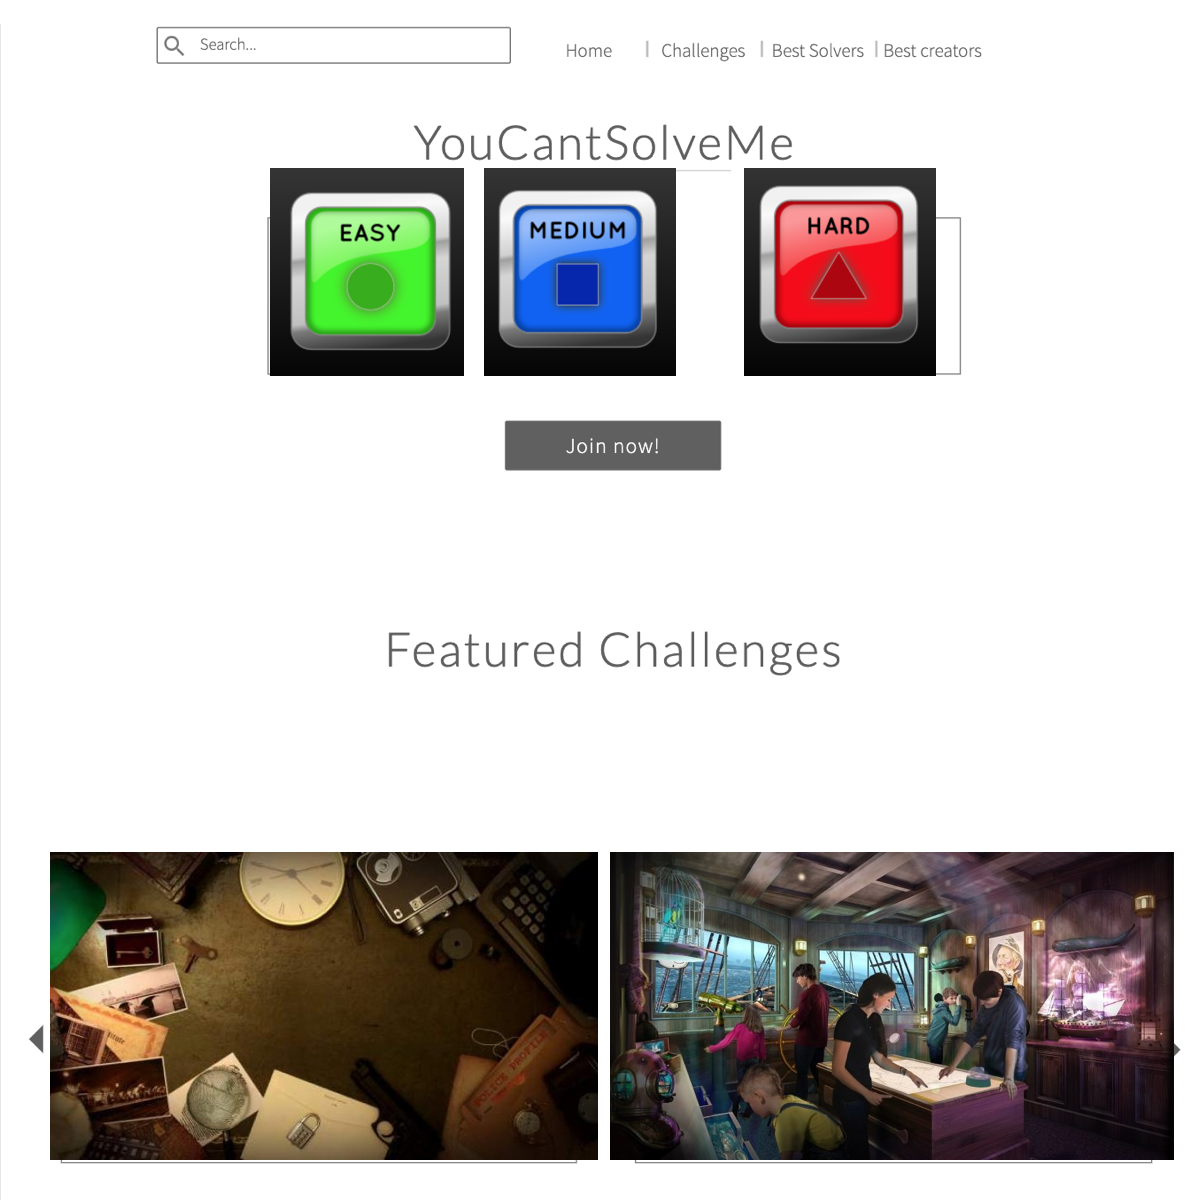 Search...
Home
Challenges
Best Solvers
Best creators
YouCantSolveMe
EASY
MEDIUM
HARD
Join now!
Featured Challenges
POLICE PROFILE